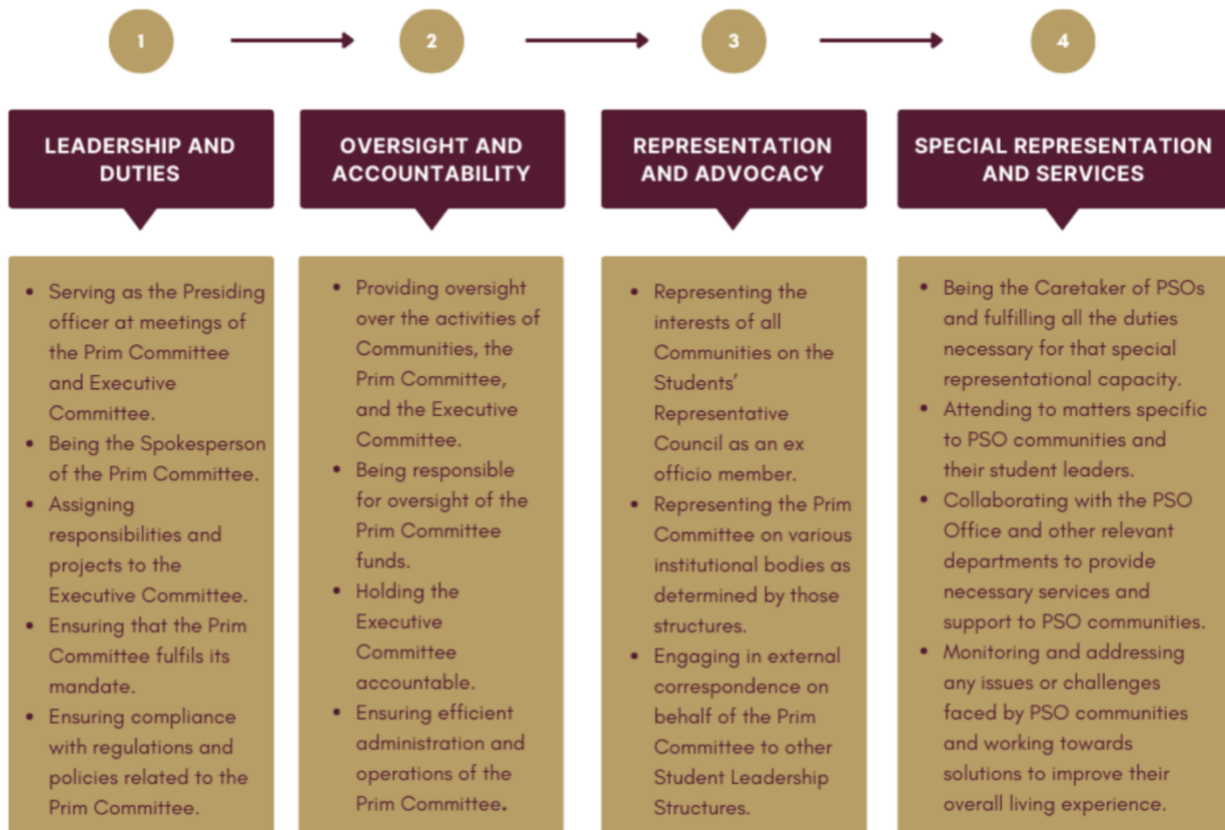 1
2
3
4
LEADERSHIP AND
DUTIES
• Serving as the Presiding
officer at meetings of
the Prim Committee
and Executive
Committee.
• Being the Spokesperson
of the Prim Committee.
• Assigning
responsibilities and
projects to the
Executive Committee.
• Ensuring that the Prim
Committee fulfils its
mandate.
• Ensuring compliance
with regulations and
policies related to the
Prim Committee.
OVERSIGHT AND
ACCOUNTABILITY
• Providing oversight
over the activities of
Communities, the
Prim Committee,
and the Executive
Committee.
• Being responsible
for oversight of the
Prim Committee
funds.
• Holding the
Executive
Committee
accountable.
• Ensuring efficient
administration and
operations of the
Prim Committee.
REPRESENTATION
AND ADVOCACY
• Representing the
interests of all
Communities on the
Students’
Representative
Council as an ex
officio member.
• Representing the Prim
Committee on various
institutional bodies as
determined by those
structures.
• Engaging in external
correspondence on
behalf of the Prim
Committee to other
Student Leadership
Structures.
SPECIAL REPRESENTATION
AND SERVICES
• Being the Caretaker of PSOs
and fulfilling all the duties
necessary for that special
representational capacity.
• Attending to matters specific
to PSO communities and
their student leaders.
• Collaborating with the PSO
Office and other relevant
departments to provide
necessary services and
support to PSO communities.
• Monitoring and addressing
any issues or challenges
faced by PSO communities
and working towards
solutions to improve their
overall living experience.